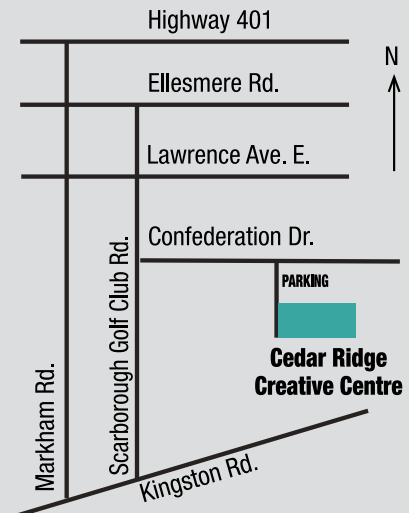 Highway 401
N
Ellesmere Rd.
Lawrence Ave. E.
Confederation Dr.
PARKING
Cedar Ridge
Creative Centre
Markham Rd.
Scarborough Golf Club Rd.
Kingston Rd.